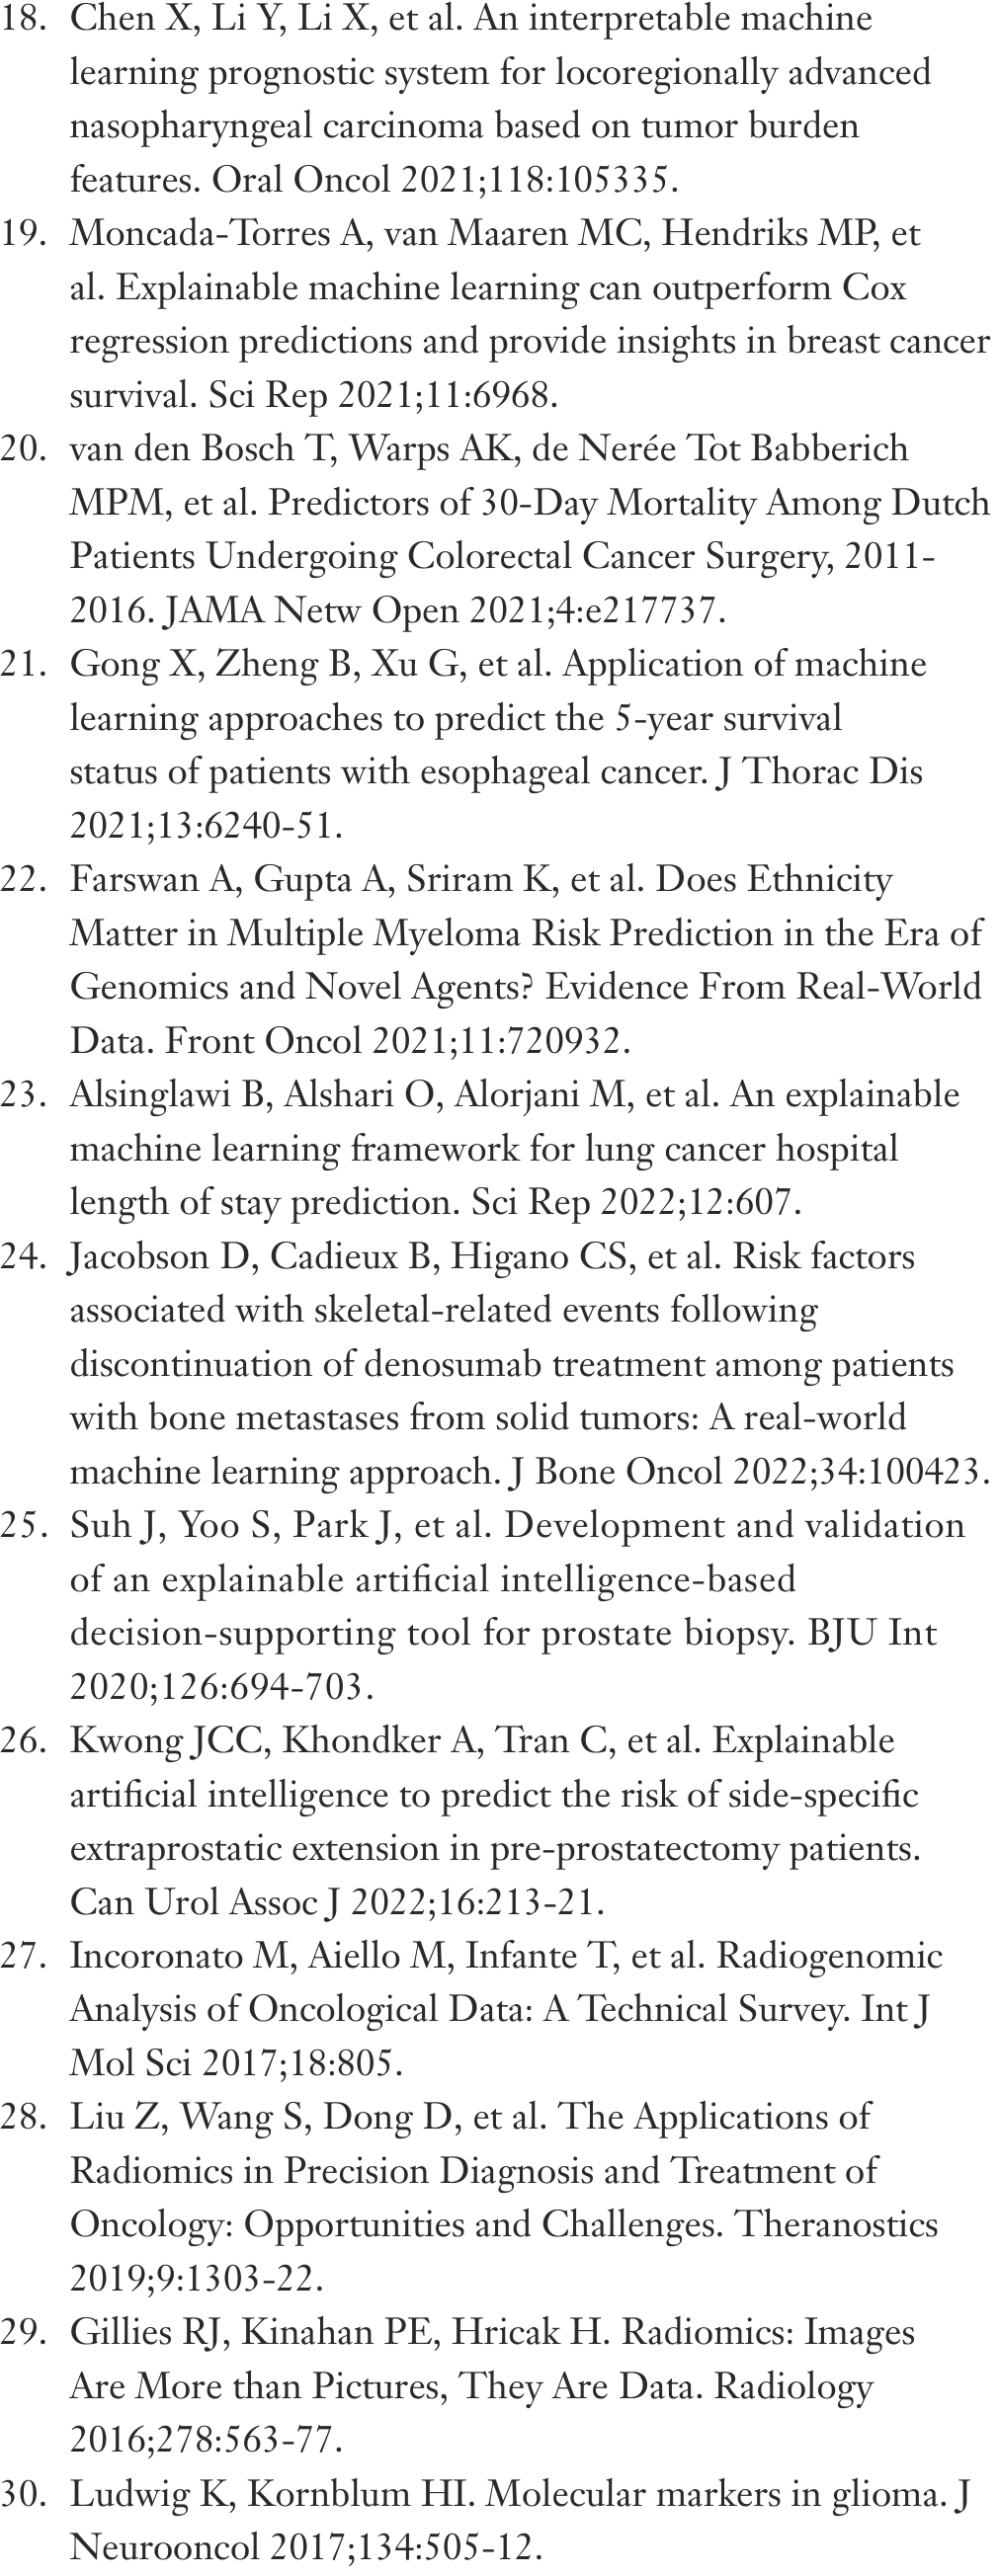 18. Chen X, Li Y, Li X, et al. An interpretable machine
learning prognostic system for locoregionally advanced
nasopharyngeal carcinoma based on tumor burden
features. Oral Oncol 2021;118:105335.
19. Moncada-Torres A, van Maaren MC, Hendriks MP, et
al. Explainable machine learning can outperform Cox
regression predictions and provide insights in breast cancer
survival. Sci Rep 2021;11:6968.
20. van den Bosch T, Warps AK, de Nerée Tot Babberich
MPM, et al. Predictors of 30-Day Mortality Among Dutch
Patients Undergoing Colorectal Cancer Surgery, 2011-
2016. JAMA Netw Open 2021;4:e217737.
21. Gong X, Zheng B, Xu G, et al. Application of machine
learning approaches to predict the 5-year survival
status of patients with esophageal cancer. J Thorac Dis
2021;13:6240-51.
22. Farswan A, Gupta A, Sriram K, et al. Does Ethnicity
Matter in Multiple Myeloma Risk Prediction in the Era of
Genomics and Novel Agents? Evidence From Real-World
Data. Front Oncol 2021;11:720932.
23. Alsinglawi B, Alshari O, Alorjani M, et al. An explainable
machine learning framework for lung cancer hospital
length of stay prediction. Sci Rep 2022;12:607.
24. Jacobson D, Cadieux B, Higano CS, et al. Risk factors
associated with skeletal-related events following
discontinuation of denosumab treatment among patients
with bone metastases from solid tumors: A real-world
machine learning approach. J Bone Oncol 2022;34:100423.
25. Suh J, Yoo S, Park J, et al. Development and validation
of an explainable artificial intelligence-based
decision-supporting tool for prostate biopsy. BJU Int
2020;126:694-703.
26. Kwong JCC, Khondker A, Tran C, et al. Explainable
artificial intelligence to predict the risk of side-specific
extraprostatic extension in pre-prostatectomy patients.
Can Urol Assoc J 2022;16:213-21.
27. Incoronato M, Aiello M, Infante T, et al. Radiogenomic
Analysis of Oncological Data: A Technical Survey. Int J
Mol Sci 2017;18:805.
28. Liu Z, Wang S, Dong D, et al. The Applications of
Radiomics in Precision Diagnosis and Treatment of
Oncology: Opportunities and Challenges. Theranostics
2019;9:1303-22.
29. Gillies RJ, Kinahan PE, Hricak H. Radiomics: Images
Are More than Pictures, They Are Data. Radiology
2016;278:563-77.
30. Ludwig K, Kornblum HI. Molecular markers in glioma. J
Neurooncol 2017;134:505-12.